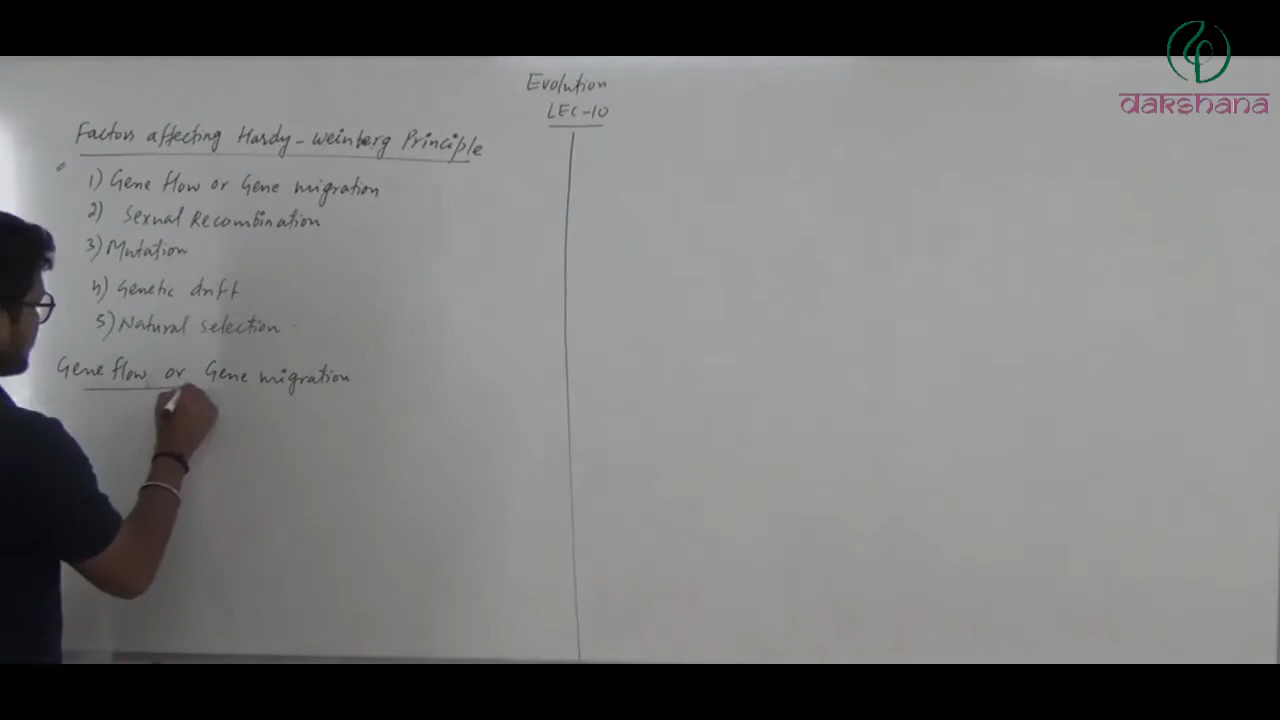 dakshana
Evolution
LEC-10
Factors affecting Hardy-Weinberg Principle
1) Gene flow or Gene migration
2) Sexual Recombination
3) Mutation
4) Genetic drift
5) Natural selection
Gene flow or Gene migration